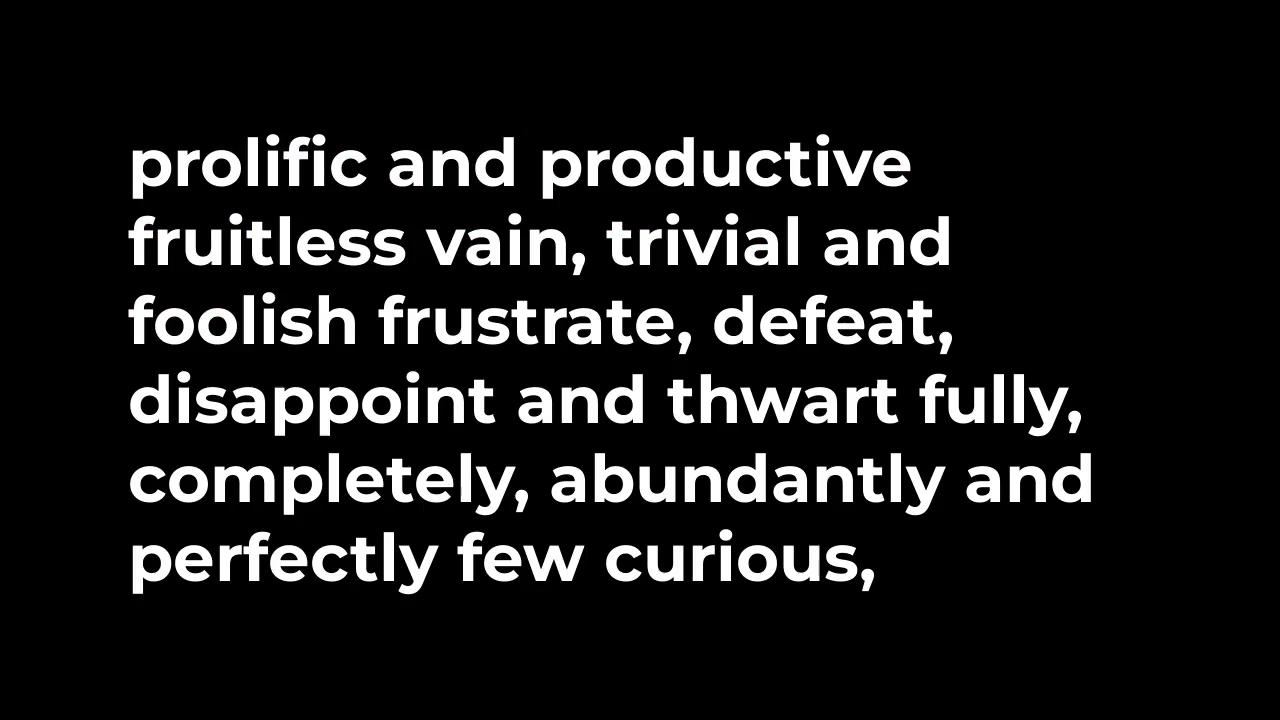 prolific and productive
fruitless vain, trivial and
foolish frustrate, defeat,
disappoint and thwart fully,
completely, abundantly and
perfectly few curious,